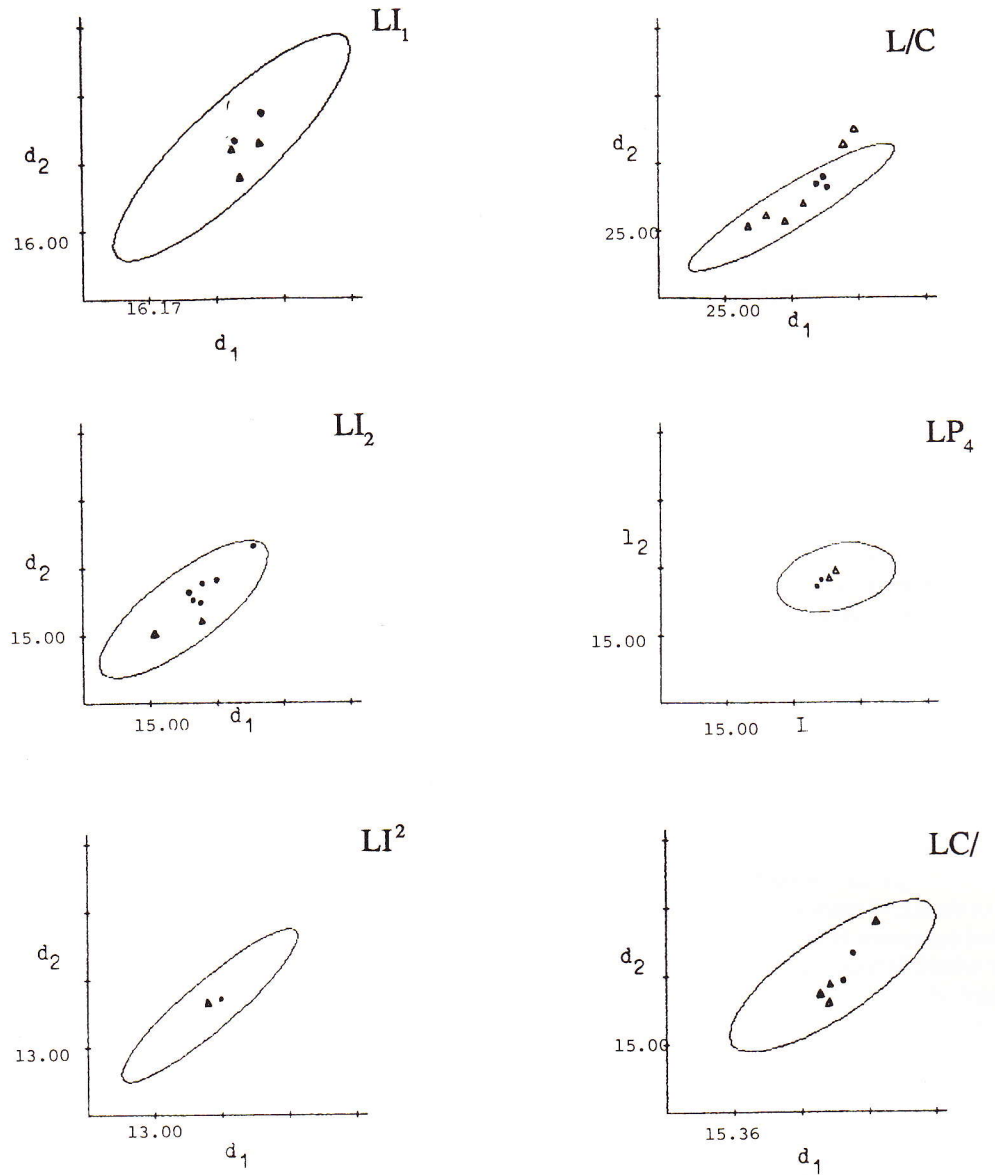 LI₁
d₂
16.00
16.17
d₁
L/C
d₂
25.00
25.00
d₁
LI₂
d₂
15.00
15.00
d₁
LP₄
l₂
15.00
15.00
I
LI²
d₂
13.00
13.00
d₁
LC/
d₂
15.00
15.36
d₁